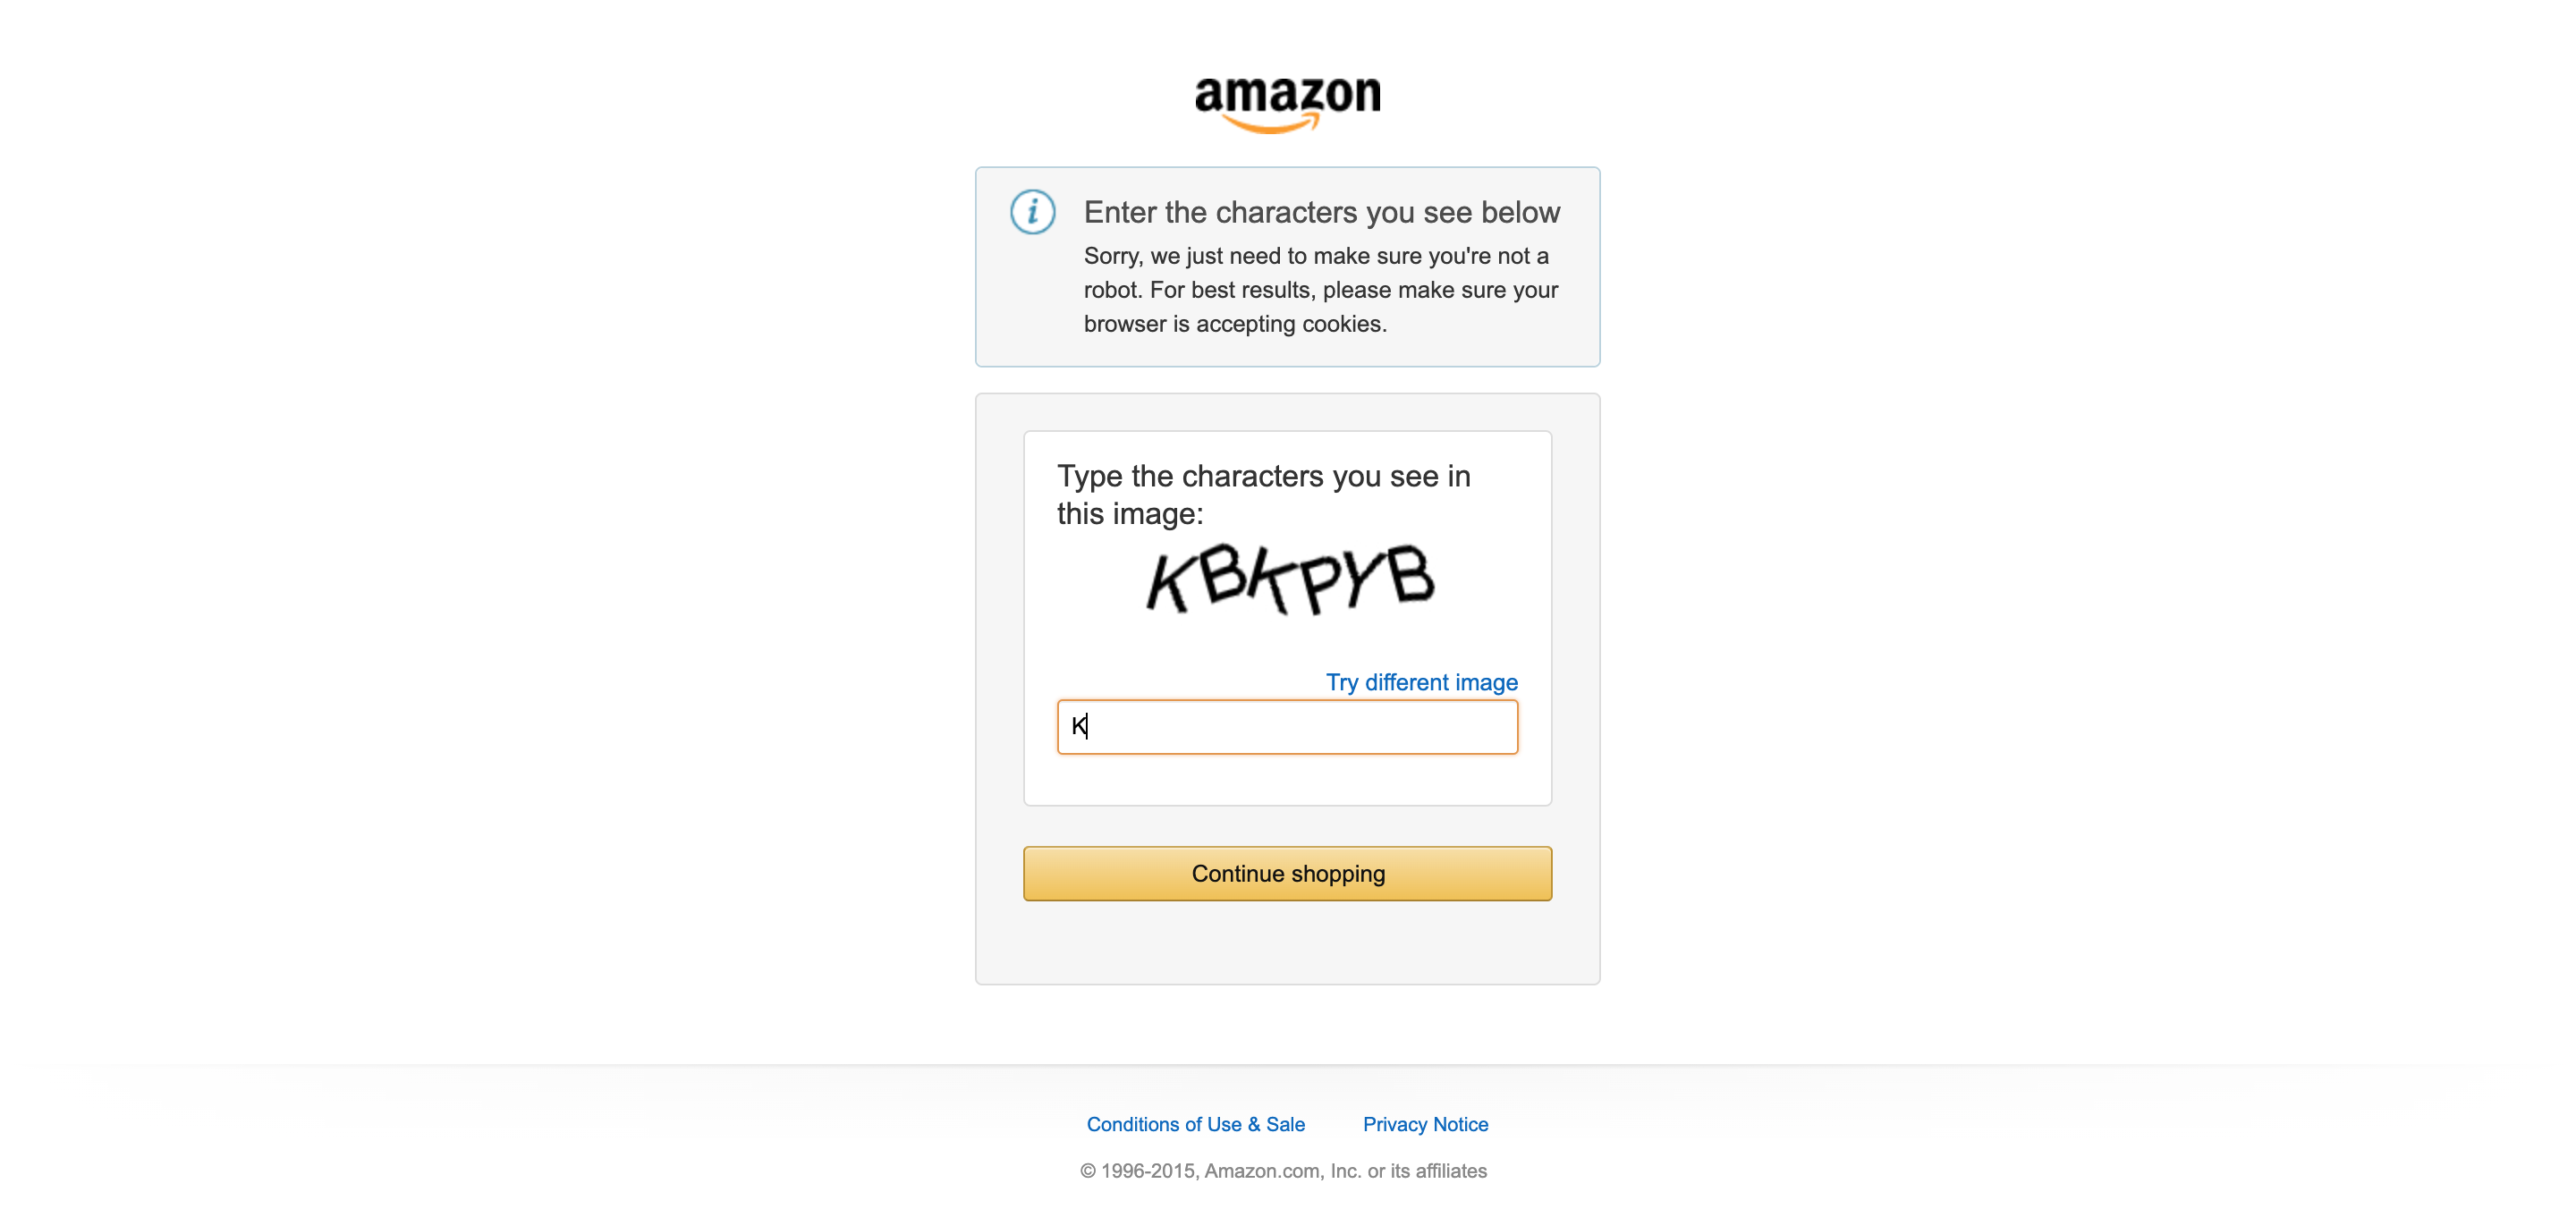 amazon
Enter the characters you see below
Sorry, we just need to make sure you're not a
robot. For best results, please make sure your
browser is accepting cookies.
Type the characters you see in
this image:
KBKPYB
Try different image
K
Continue shopping
Conditions of Use & Sale Privacy Notice
© 1996-2015, Amazon.com, Inc. or its affiliates